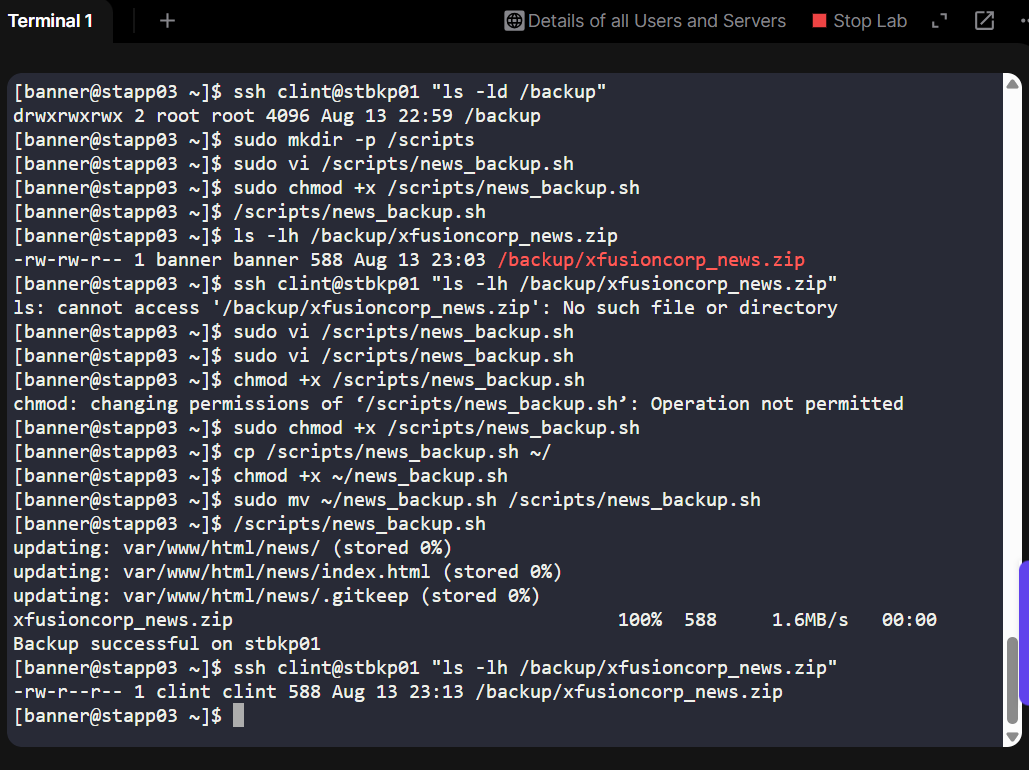 Terminal 1
+
Details of all Users and Servers
Stop Lab
[banner@stapp03 ~]$ ssh clint@stbkp01 "ls -ld /backup"
drwxrwxrwx 2 root root 4096 Aug 13 22:59 /backup
[banner@stapp03 ~]$ sudo mkdir -p /scripts
[banner@stapp03 ~]$ sudo vi /scripts/news_backup.sh
[banner@stapp03 ~]$ sudo chmod +x /scripts/news_backup.sh
[banner@stapp03 ~]$ /scripts/news_backup.sh
[banner@stapp03 ~]$ ls -lh /backup/xfusioncorp_news.zip
-rw-rw-r-- 1 banner banner 588 Aug 13 23:03 /backup/xfusioncorp_news.zip
[banner@stapp03 ~]$ ssh clint@stbkp01 "ls -lh /backup/xfusioncorp_news.zip"
ls: cannot access '/backup/xfusioncorp_news.zip': No such file or directory
[banner@stapp03 ~]$ sudo vi /scripts/news_backup.sh
[banner@stapp03 ~]$ sudo vi /scripts/news_backup.sh
[banner@stapp03 ~]$ chmod +x /scripts/news_backup.sh
chmod: changing permissions of ‘/scripts/news_backup.sh’: Operation not permitted
[banner@stapp03 ~]$ sudo chmod +x /scripts/news_backup.sh
[banner@stapp03 ~]$ cp /scripts/news_backup.sh ~/
[banner@stapp03 ~]$ chmod +x ~/news_backup.sh
[banner@stapp03 ~]$ sudo mv ~/news_backup.sh /scripts/news_backup.sh
[banner@stapp03 ~]$ /scripts/news_backup.sh
updating: var/www/html/news/ (stored 0%)
updating: var/www/html/news/index.html (stored 0%)
updating: var/www/html/news/.gitkeep (stored 0%)
xfusioncorp_news.zip 100% 588 1.6MB/s 00:00
Backup successful on stbkp01
[banner@stapp03 ~]$ ssh clint@stbkp01 "ls -lh /backup/xfusioncorp_news.zip"
-rw-r--r-- 1 clint clint 588 Aug 13 23:13 /backup/xfusioncorp_news.zip
[banner@stapp03 ~]$